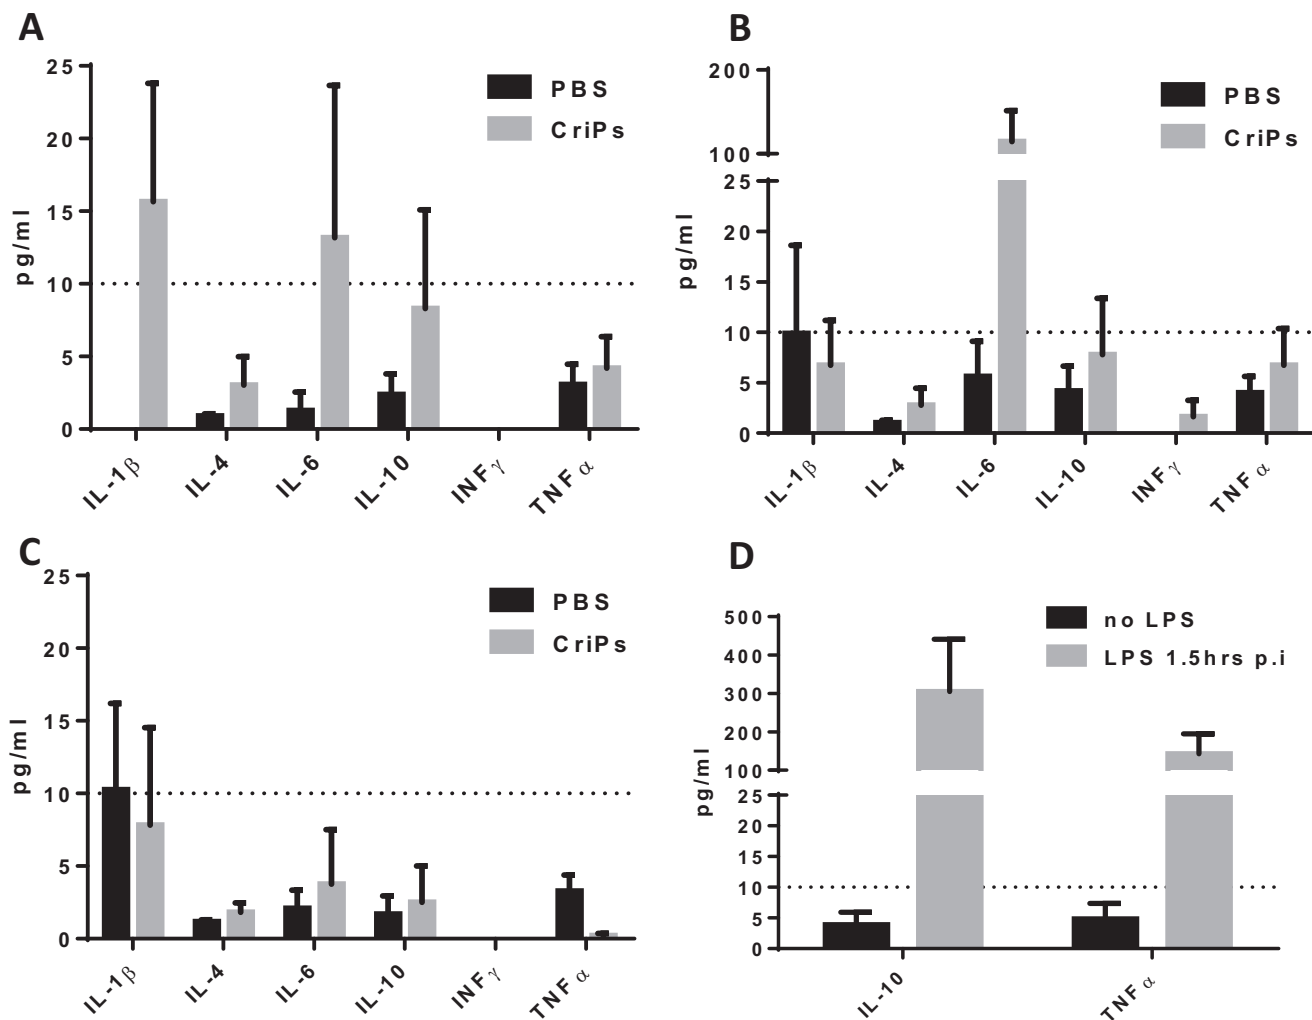 A
25
20
15
10
5
0
pg/ml
PBS
CriPs
IL-1β
IL-4
IL-6
IL-10
INFγ
TNFα
B
200
100
25
20
15
10
5
0
pg/ml
PBS
CriPs
IL-1β
IL-4
IL-6
IL-10
INFγ
TNFα
C
25
20
15
10
5
0
pg/ml
PBS
CriPs
IL-1β
IL-4
IL-6
IL-10
INFγ
TNFα
D
500
400
300
200
100
25
20
15
10
5
0
pg/ml
no LPS
LPS 1.5hrs p.i
IL-10
TNFα